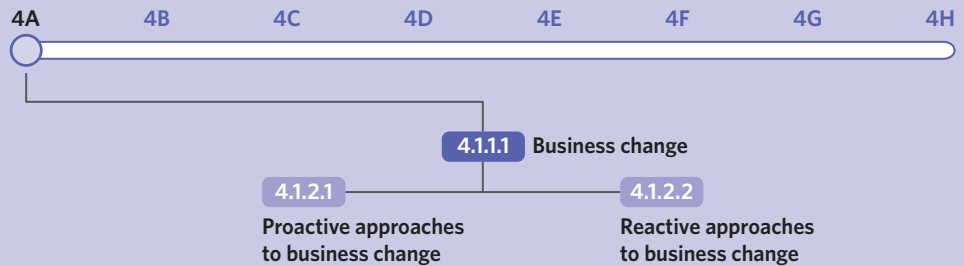 4A 4B 4C 4D 4E 4F 4G 4H
4.1.1.1 Business change
4.1.2.1 4.1.2.2
Proactive approaches
to business change
Reactive approaches
to business change